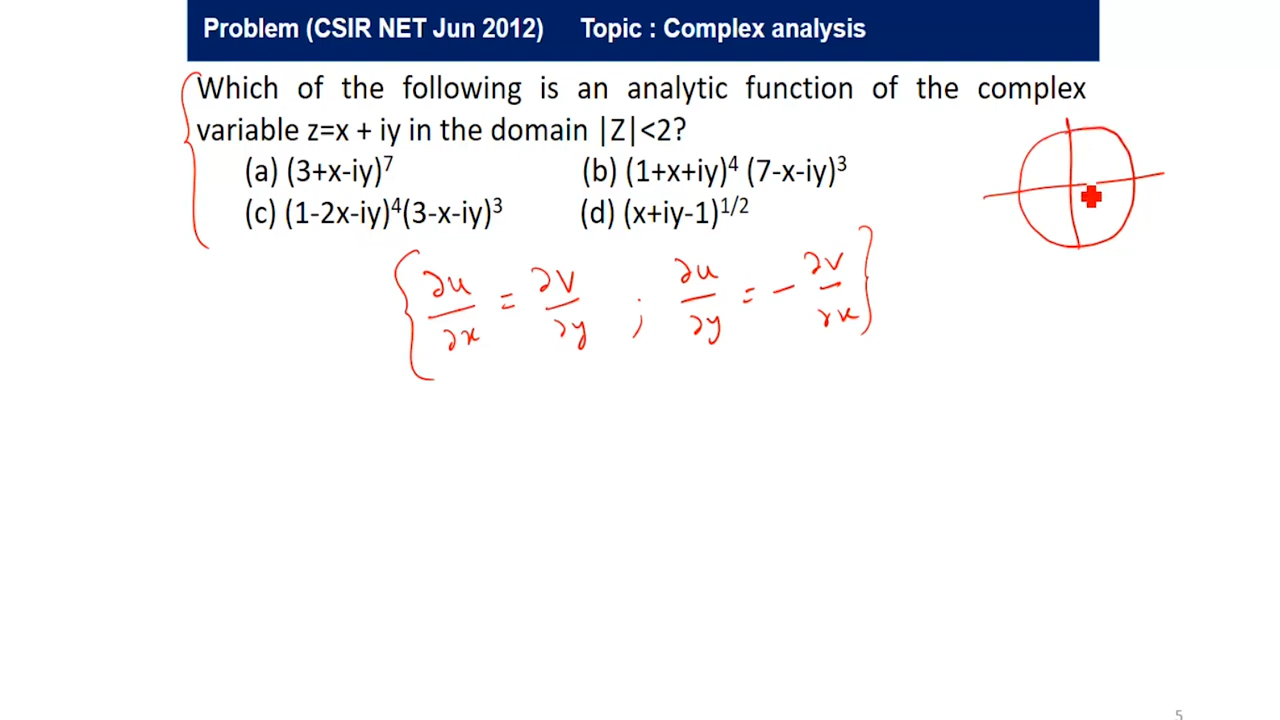 Problem (CSIR NET Jun 2012) Topic : Complex analysis
Which of the following is an analytic function of the complex
variable z=x + iy in the domain |Z|<2?
(a) (3+x-iy)⁷ (b) (1+x+iy)⁴ (7-x-iy)³
(c) (1-2x-iy)⁴(3-x-iy)³ (d) (x+iy-1)¹/²
{ ∂u/∂x = ∂v/∂y ; ∂u/∂y = - ∂v/∂x }
5